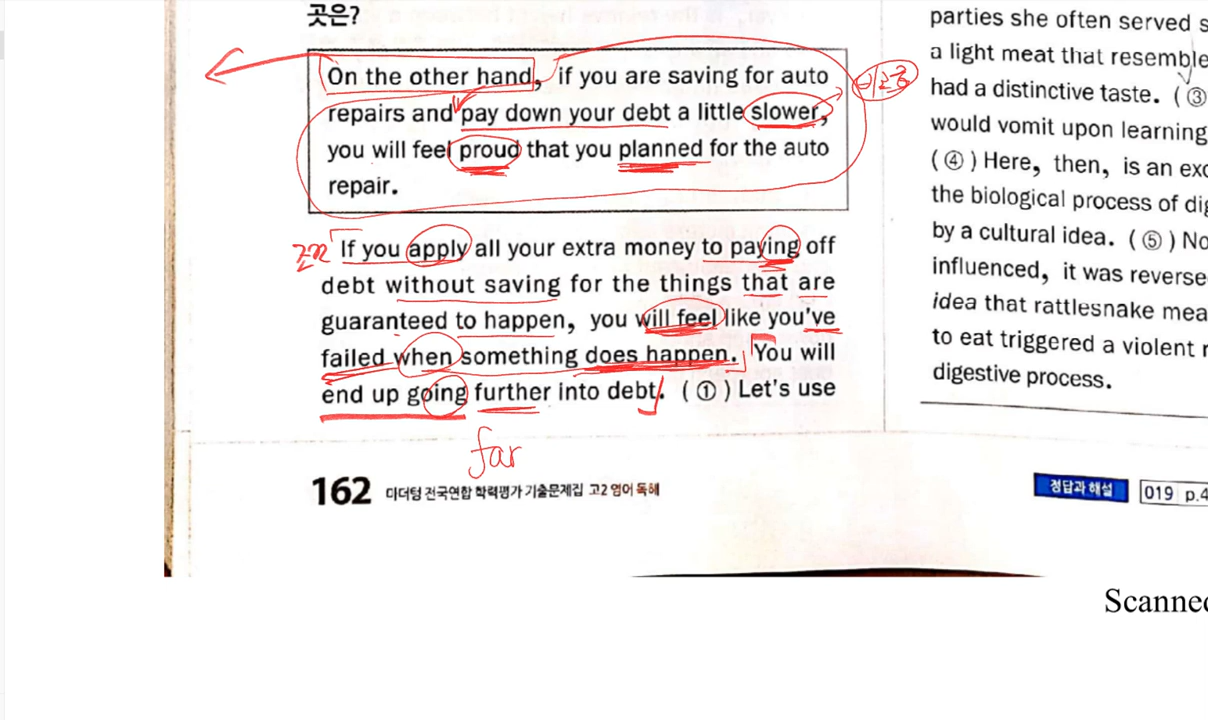 곳은?
On the other hand, if you are saving for auto
repairs and pay down your debt a little slower,
you will feel proud that you planned for the auto
repair.
If you apply all your extra money to paying off
debt without saving for the things that are
guaranteed to happen, you will feel like you've
failed when something does happen. You will
end up going further into debt. ( ① ) Let's use
far
162 마더텅 전국연합 학력평가 기출문제집 고2 영어 독해
parties she often served s
a light meat that resemble
had a distinctive taste. ( ③
would vomit upon learning
( ④ ) Here, then, is an exc
the biological process of dig
by a cultural idea. ( ⑤ ) No
influenced, it was reverse
idea that rattlesnake mea
to eat triggered a violent r
digestive process.
정답과 해설 019 p.4
Scanned